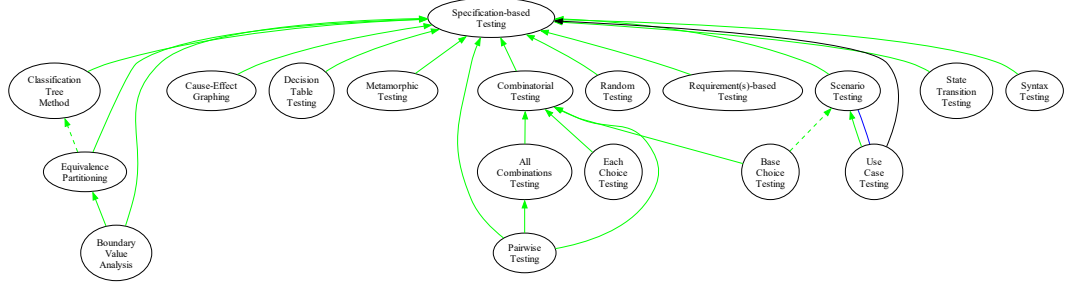 Specification-based
Testing
Classification
Tree
Method
Cause-Effect
Graphing
Decision
Table
Testing
Metamorphic
Testing
Combinatorial
Testing
Random
Testing
Requirement(s)-based
Testing
Scenario
Testing
State
Transition
Testing
Syntax
Testing
Equivalence
Partitioning
All
Combinations
Testing
Each
Choice
Testing
Base
Choice
Testing
Use
Case
Testing
Boundary
Value
Analysis
Pairwise
Testing